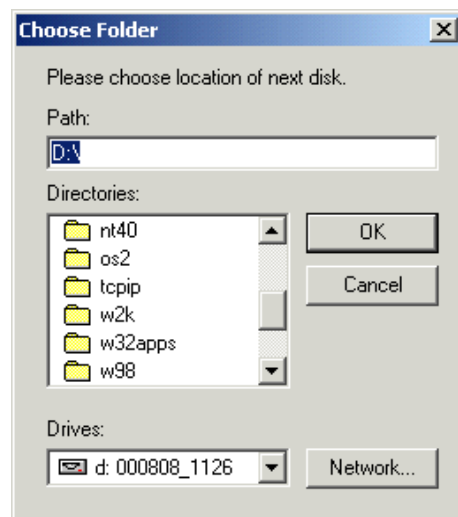 Choose Folder
Please choose location of next disk.
Path:
D:\
Directories:
nt40
os2
tcpip
w2k
w32apps
w98
OK
Cancel
Drives:
d: 000808_1126
Network...